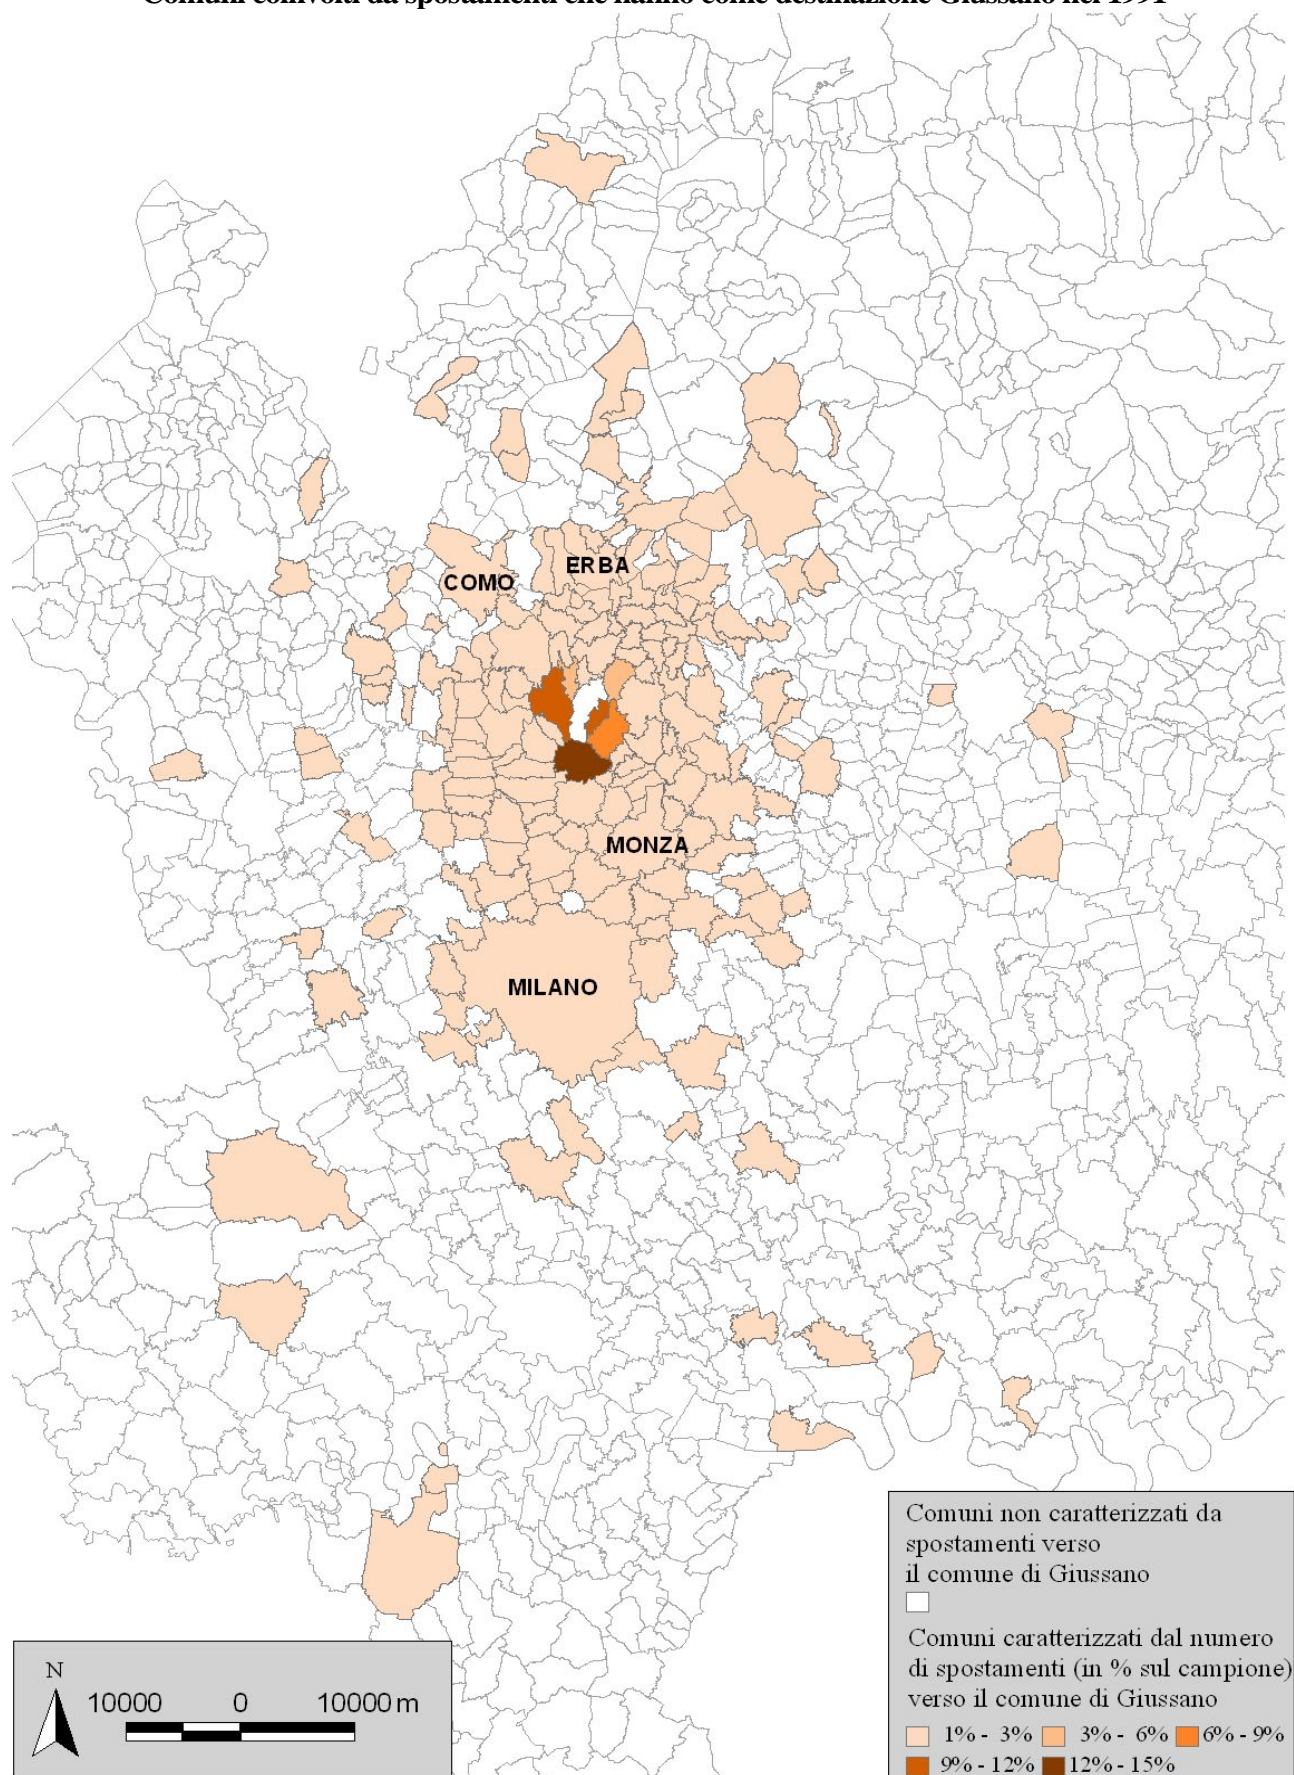 Comuni coinvolti da spostamenti che hanno come destinazione Giussano nel 1991
COMO
ERBA
MONZA
MILANO
Comuni non caratterizzati da
spostamenti verso
il comune di Giussano
Comuni caratterizzati dal numero
di spostamenti (in % sul campione)
verso il comune di Giussano
1% - 3% 3% - 6% 6% - 9%
9% - 12% 12% - 15%
N
10000 0 10000 m